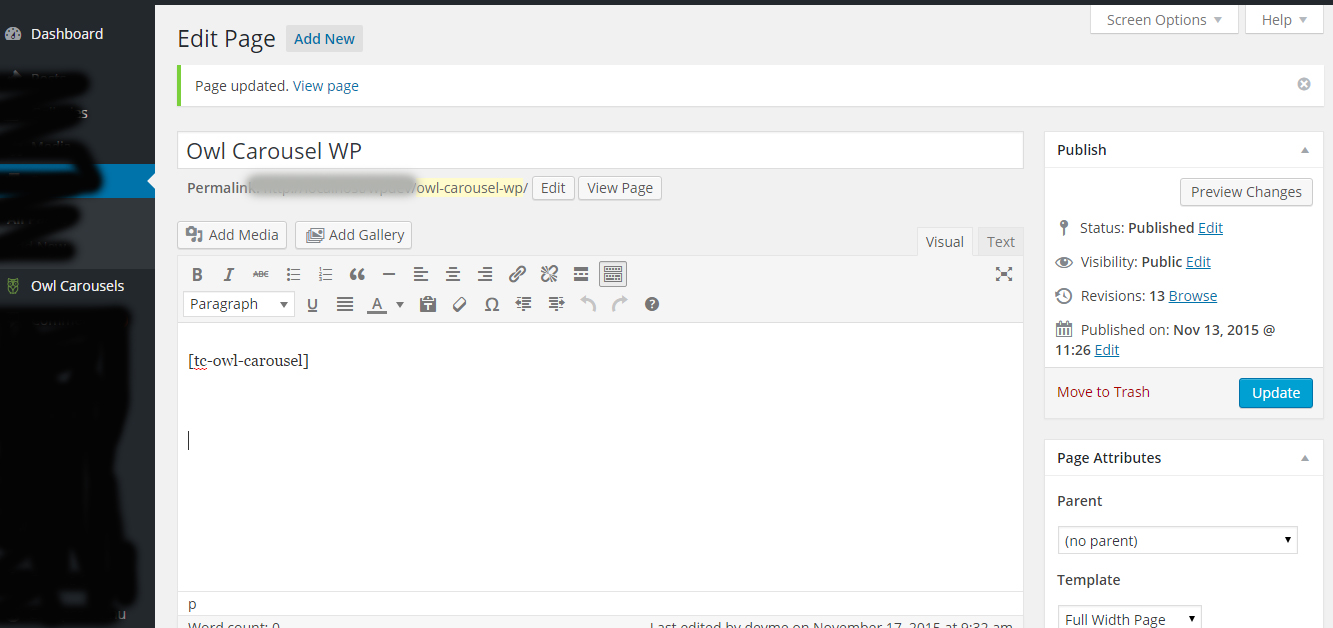 Dashboard
Owl Carousels
Screen Options
Help
Edit Page
Add New
Page updated. View page
Owl Carousel WP
Permalink
owl-carousel-wp/
Edit
View Page
Add Media
Add Gallery
Visual
Text
B I ABC
Paragraph
U A Ω ?
[tc-owl-carousel]
p
Word count: 0
Last edited by devme on November 17, 2015 at 9:32 am
Publish
Preview Changes
Status: Published Edit
Visibility: Public Edit
Revisions: 13 Browse
Published on: Nov 13, 2015 @
11:26 Edit
Move to Trash
Update
Page Attributes
Parent
(no parent)
Template
Full Width Page